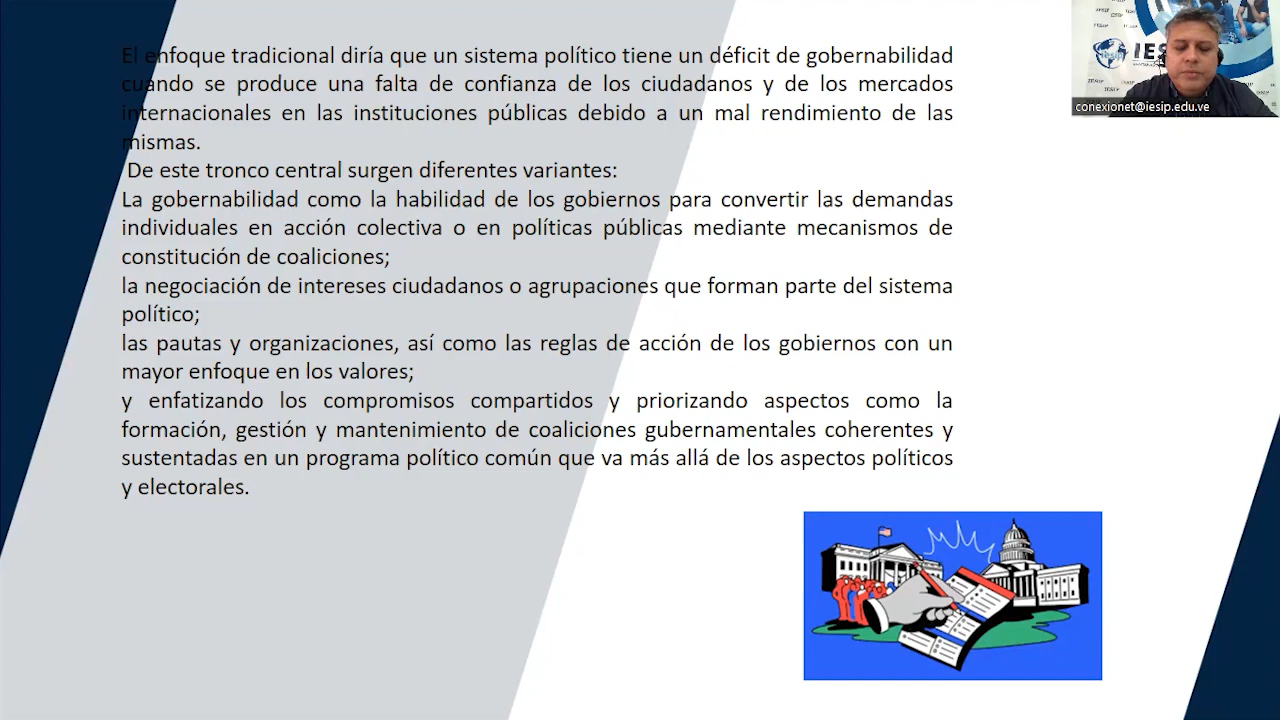 El enfoque tradicional diría que un sistema político tiene un déficit de gobernabilidad
cuando se produce una falta de confianza de los ciudadanos y de los mercados
internacionales en las instituciones públicas debido a un mal rendimiento de las
mismas.
De este tronco central surgen diferentes variantes:
La gobernabilidad como la habilidad de los gobiernos para convertir las demandas
individuales en acción colectiva o en políticas públicas mediante mecanismos de
constitución de coaliciones;
la negociación de intereses ciudadanos o agrupaciones que forman parte del sistema
político;
las pautas y organizaciones, así como las reglas de acción de los gobiernos con un
mayor enfoque en los valores;
y enfatizando los compromisos compartidos y priorizando aspectos como la
formación, gestión y mantenimiento de coaliciones gubernamentales coherentes y
sustentadas en un programa político común que va más allá de los aspectos políticos
y electorales.
conexionet@iesip.edu.ve